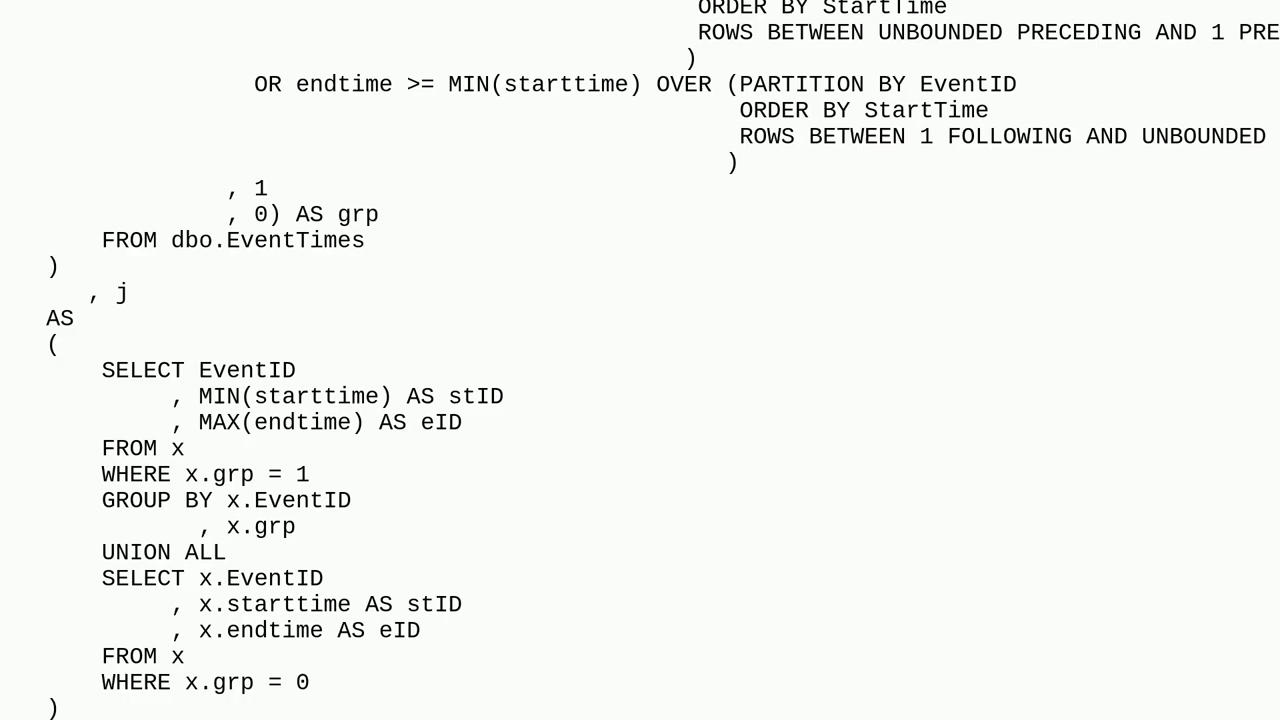 ORDER BY StartTime
ROWS BETWEEN UNBOUNDED PRECEDING AND 1 PRE
)
OR endtime >= MIN(starttime) OVER (PARTITION BY EventID
ORDER BY StartTime
ROWS BETWEEN 1 FOLLOWING AND UNBOUNDED
)
, 1
, 0) AS grp
FROM dbo.EventTimes
)
, j
AS
(
SELECT EventID
, MIN(starttime) AS stID
, MAX(endtime) AS eID
FROM x
WHERE x.grp = 1
GROUP BY x.EventID
, x.grp
UNION ALL
SELECT x.EventID
, x.starttime AS stID
, x.endtime AS eID
FROM x
WHERE x.grp = 0
)